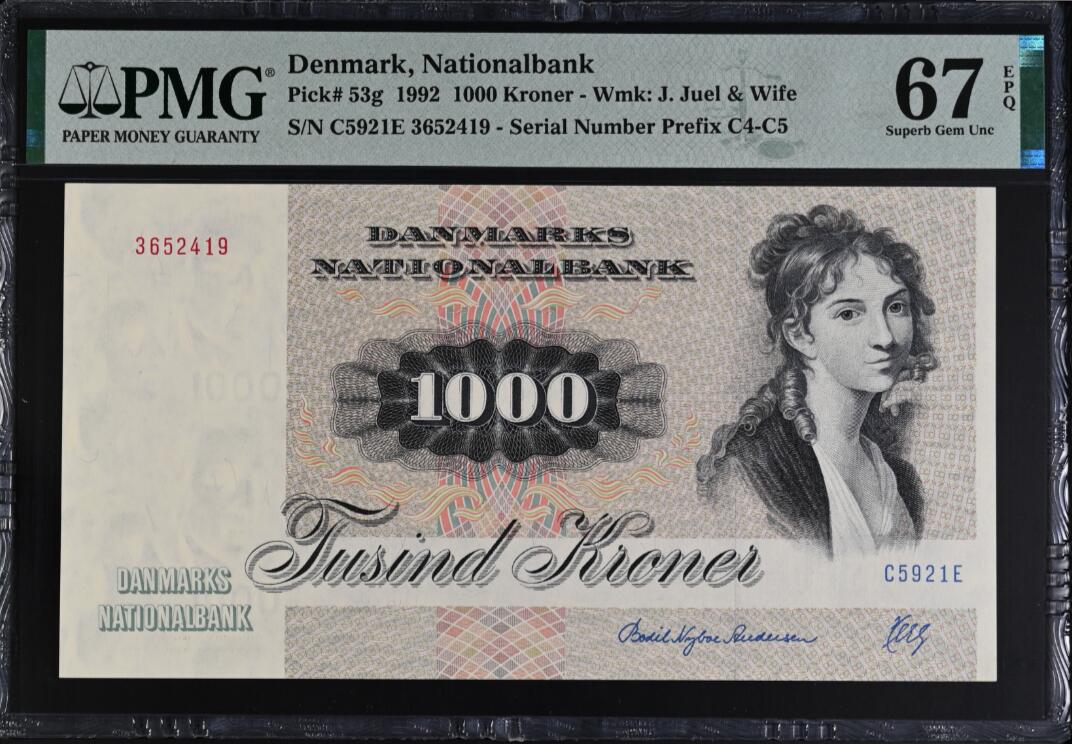 PMG®
PAPER MONEY GUARANTY
Denmark, Nationalbank
Pick# 53g 1992 1000 Kroner - Wmk: J. Juel & Wife
S/N C5921E 3652419 - Serial Number Prefix C4-C5
67
Superb Gem Unc
EPQ
3652419
DANMARKS
NATIONALBANK
1000
Tusind Kroner
DANMARKS
NATIONALBANK
C5921E
Bodil Nyboe Andersen